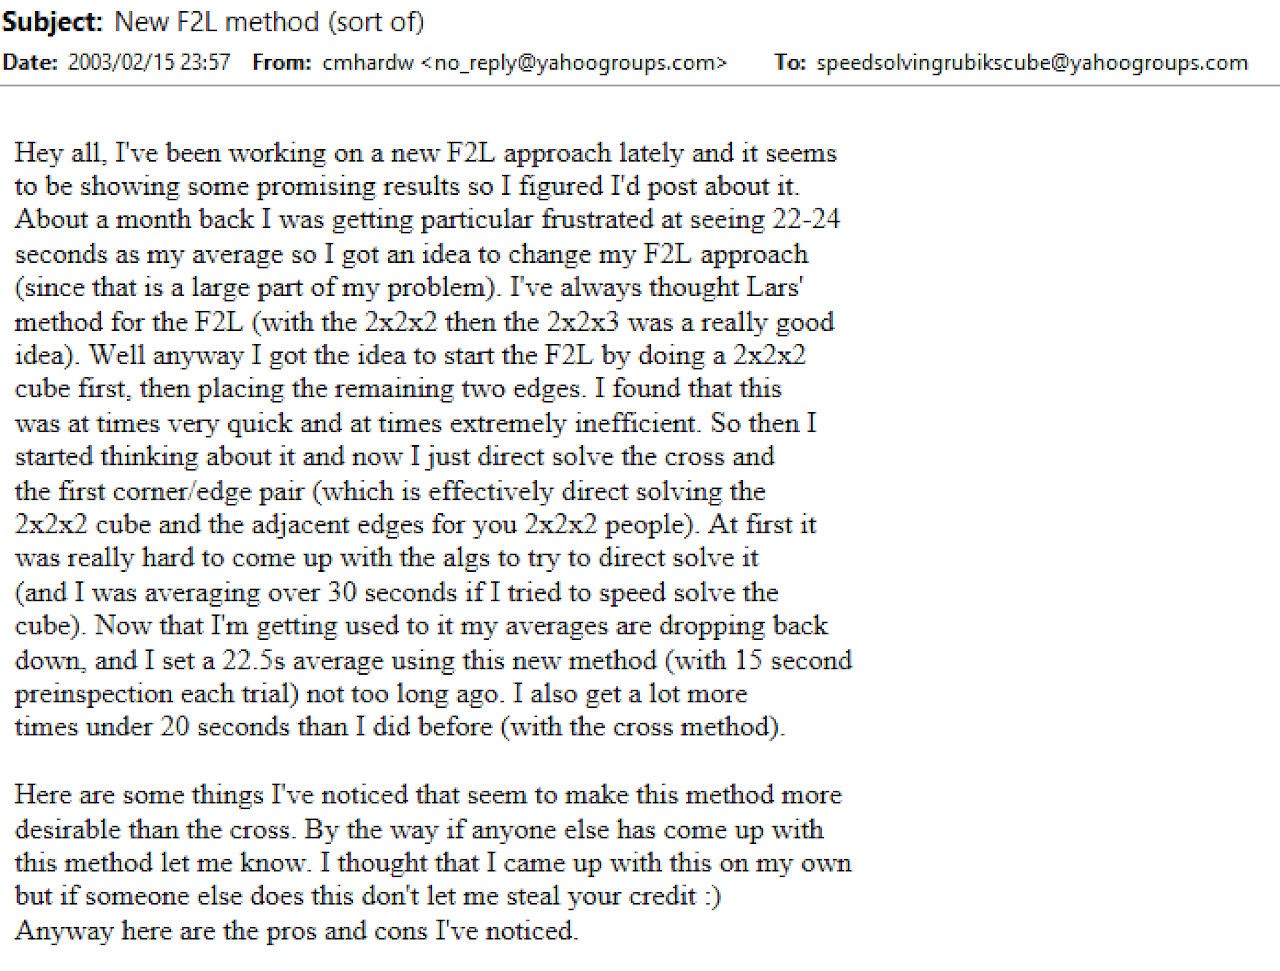 Subject: New F2L method (sort of)
Date: 2003/02/15 23:57 From: cmhardw <no_reply@yahoogroups.com> To: speedsolvingrubikscube@yahoogroups.com
Hey all, I've been working on a new F2L approach lately and it seems
to be showing some promising results so I figured I'd post about it.
About a month back I was getting particular frustrated at seeing 22-24
seconds as my average so I got an idea to change my F2L approach
(since that is a large part of my problem). I've always thought Lars'
method for the F2L (with the 2x2x2 then the 2x2x3 was a really good
idea). Well anyway I got the idea to start the F2L by doing a 2x2x2
cube first, then placing the remaining two edges. I found that this
was at times very quick and at times extremely inefficient. So then I
started thinking about it and now I just direct solve the cross and
the first corner/edge pair (which is effectively direct solving the
2x2x2 cube and the adjacent edges for you 2x2x2 people). At first it
was really hard to come up with the algs to try to direct solve it
(and I was averaging over 30 seconds if I tried to speed solve the
cube). Now that I'm getting used to it my averages are dropping back
down, and I set a 22.5s average using this new method (with 15 second
preinspection each trial) not too long ago. I also get a lot more
times under 20 seconds than I did before (with the cross method).
Here are some things I've noticed that seem to make this method more
desirable than the cross. By the way if anyone else has come up with
this method let me know. I thought that I came up with this on my own
but if someone else does this don't let me steal your credit :)
Anyway here are the pros and cons I've noticed.